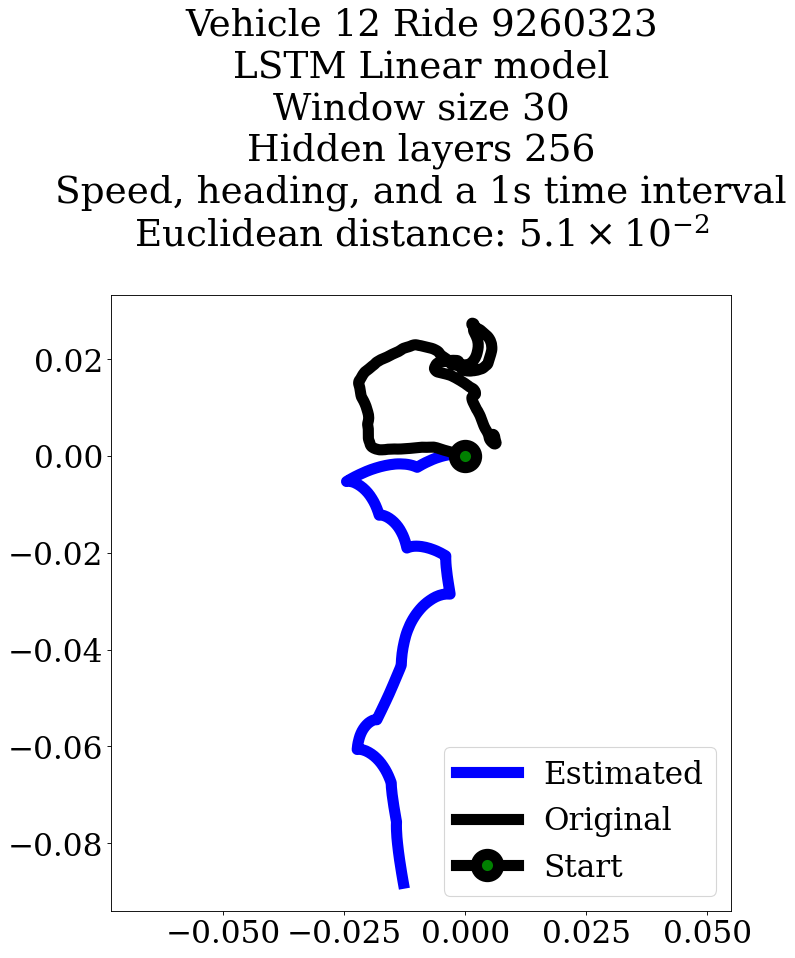 Vehicle 12 Ride 9260323
LSTM Linear model
Window size 30
Hidden layers 256
Speed, heading, and a 1s time interval
Euclidean distance: 5.1 × 10⁻²
0.02
0.00
−0.02
−0.04
−0.06
−0.08
Estimated
Original
Start
−0.050 −0.025 0.000 0.025 0.050